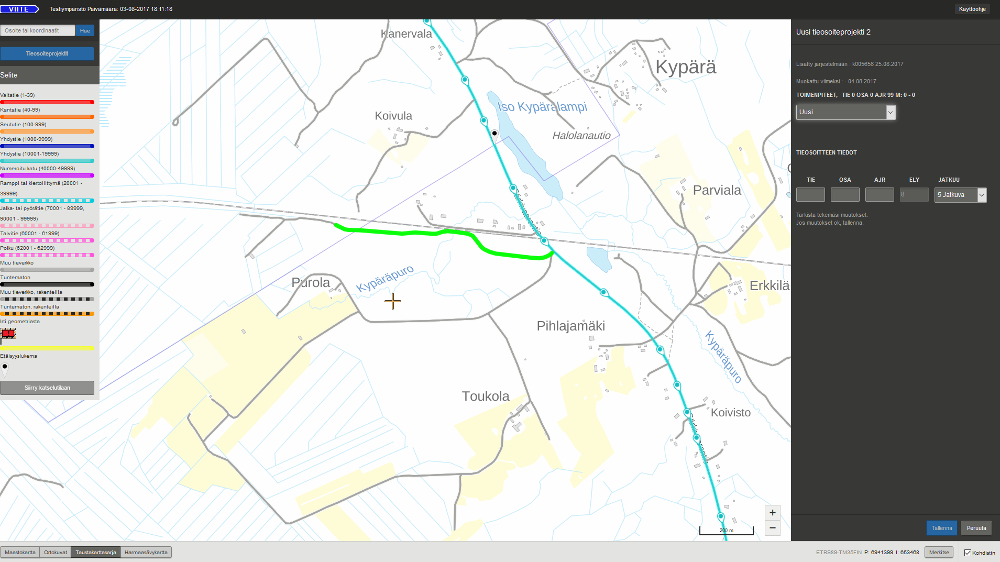 VIITE
Testiympäristö Päivämäärä: 03-08-2017 18:11:18
Käyttöohje
Osoite tai koordinaatit
Hae
Tieosoiteprojektit
Selite
Valtatie (1-39)
Kantatie (40-99)
Seututie (100-999)
Yhdystie (1000-9999)
Yhdystie (10001-19999)
Numeroitu katu (40000-49999)
Ramppi tai kiertoliittymä (20001 -
39999)
Jalka- tai pyörätie (70001 - 89999,
90001 - 99999)
Talvitie (60001 - 61999)
Polku (62001 - 62999)
Muu tieverkko
Tuntematon
Muu tieverkko, rakenteilla
Tuntematon, rakenteilla
Irti geometriasta
Etäisyyslukema
Siirry katselutilaan
Kanervala
Kypärä
Iso Kypärälampi
Koivula
Halolanautio
Parviala
Purola
Kypäräpuro
Erkkilä
Pihlajamäki
Kypäräpuro
Toukola
Koivisto
+
−
200 m
Uusi tieosoiteprojekti 2
Lisätty järjestelmään : k005656 25.08.2017
Muokattu viimeksi : - 04.08.2017
TOIMENPITEET, TIE 0 OSA 0 AJR 99 M: 0 - 0
Uusi
TIEOSOITTEEN TIEDOT
TIE OSA AJR ELY JATKUU
8 5 Jatkuva
Tarkista tekemäsi muutokset.
Jos muutokset ok, tallenna.
Tallenna Peruuta
Maastokartta Ortokuvat Taustakarttasarja Harmaasävykartta
ETRS89-TM35FIN P: 6941399 I: 653468 Merkitse Kohdistin